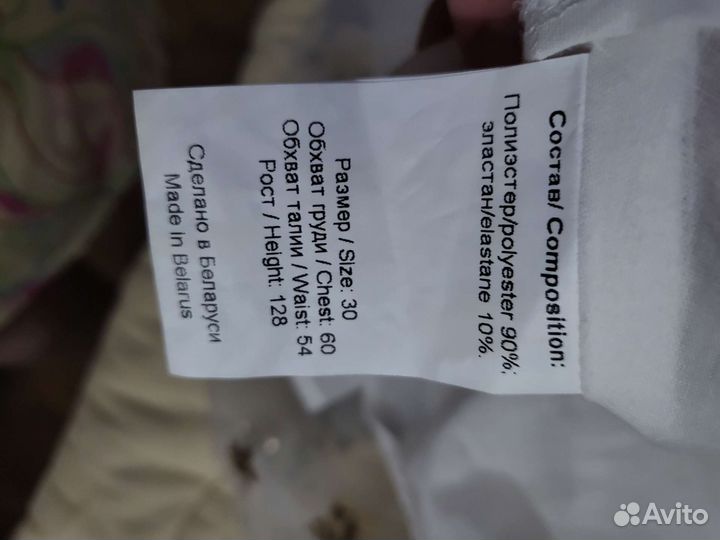 Состав/ Composition:
Полиэстер/polyester 90%;
эластан/elastane 10%.
Размер / Size: 30
Обхват груди / Chest: 60
Обхват талии / Waist: 54
Рост / Height: 128
Сделано в Беларуси
Made in Belarus
Avito